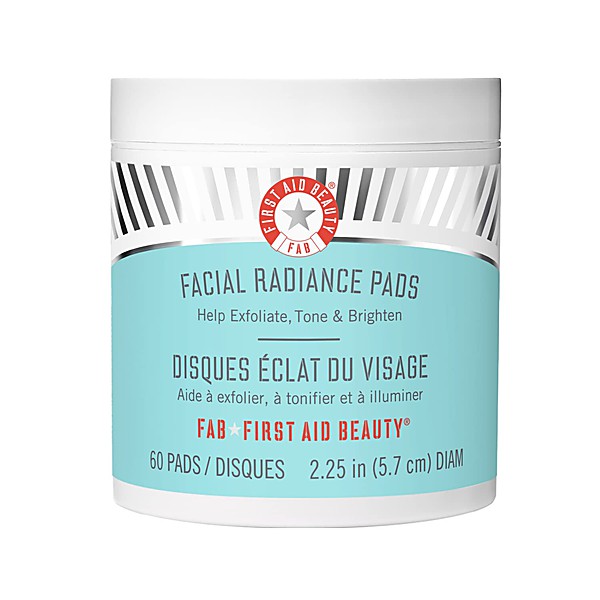 FIRST AID BEAUTY®
FAB
FACIAL RADIANCE PADS
Help Exfoliate, Tone & Brighten
DISQUES ÉCLAT DU VISAGE
Aide à exfolier, à tonifier et à illuminer
FAB★FIRST AID BEAUTY®
60 PADS / DISQUES 2.25 in (5.7 cm) DIAM